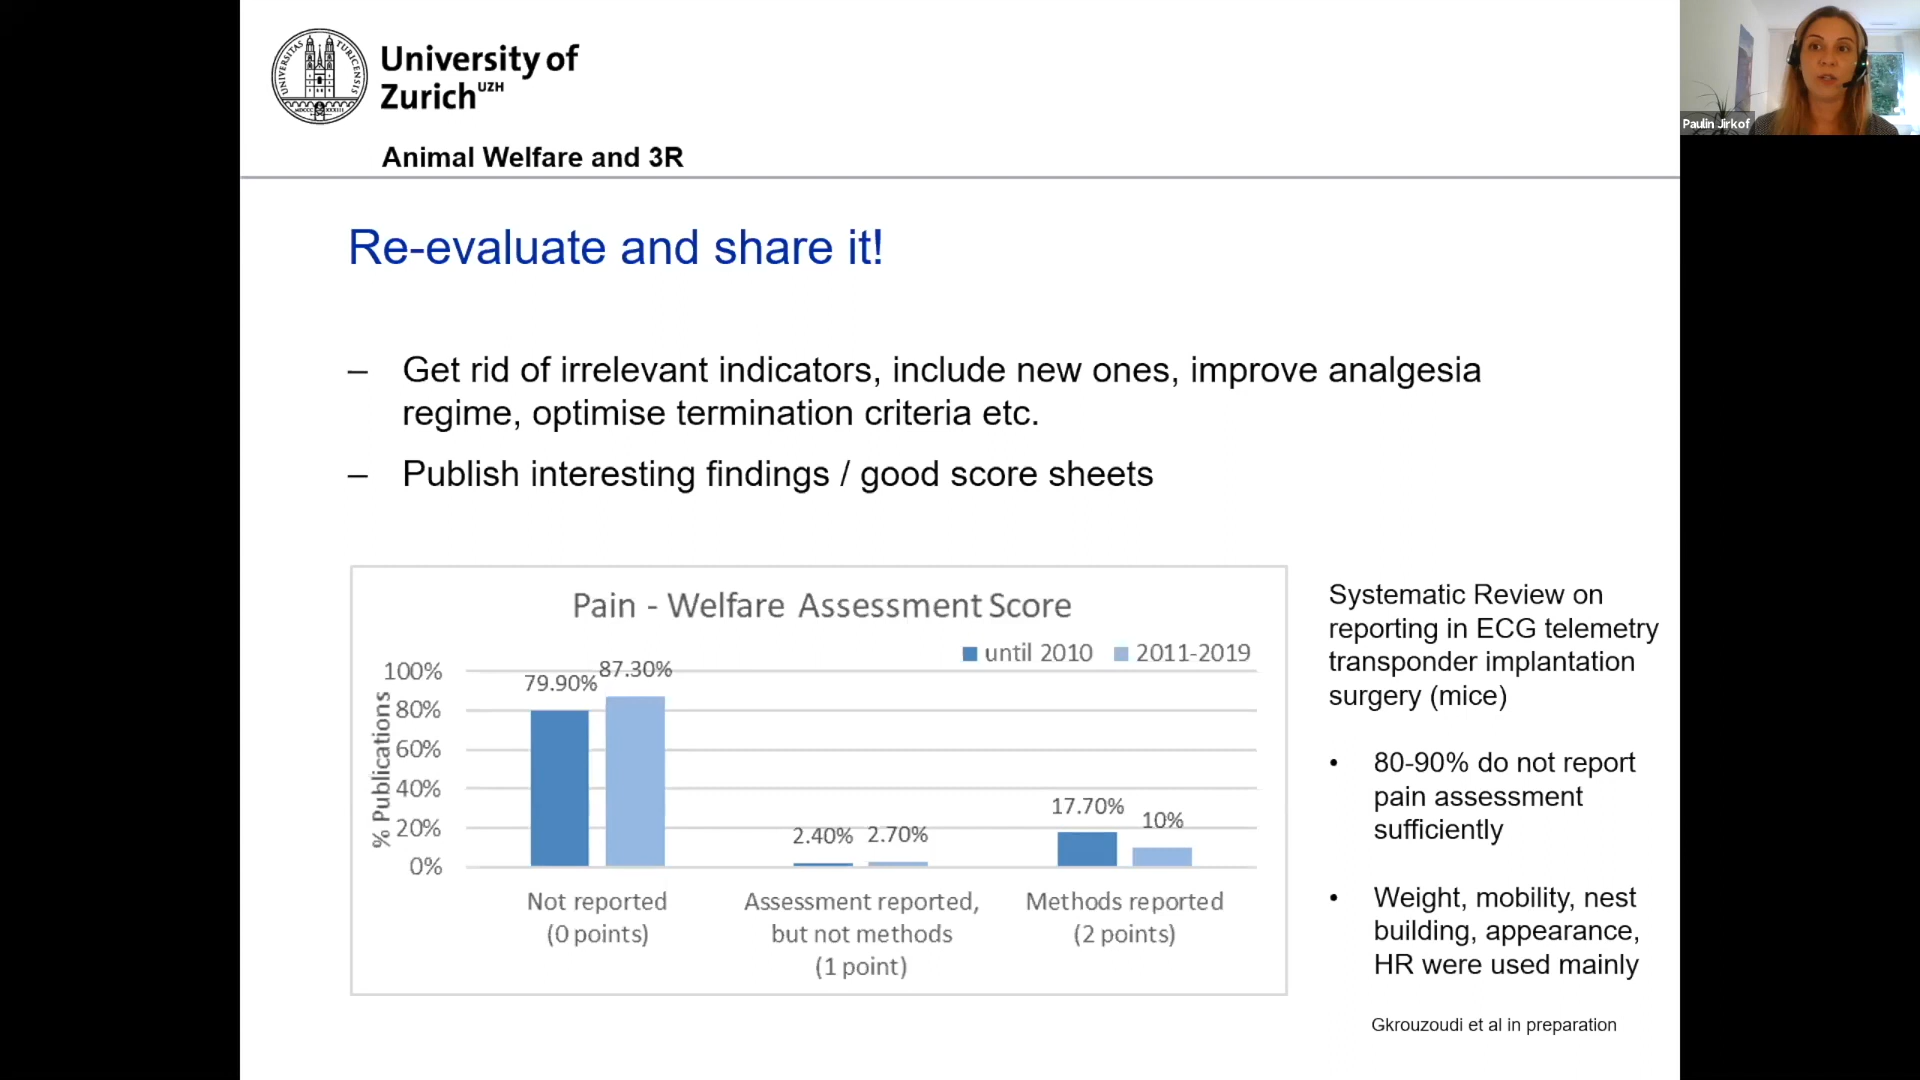 UNIVERSITAS TURICENSIS
MDCCC XXXIII
University of
Zurich UZH
Animal Welfare and 3R
Paulin Jirkof
Re-evaluate and share it!
– Get rid of irrelevant indicators, include new ones, improve analgesia
regime, optimise termination criteria etc.
– Publish interesting findings / good score sheets
Pain - Welfare Assessment Score
until 2010 2011-2019
% Publications
100%
80%
60%
40%
20%
0%
79.90% 87.30%
2.40% 2.70%
17.70% 10%
Not reported
(0 points)
Assessment reported,
but not methods
(1 point)
Methods reported
(2 points)
Systematic Review on
reporting in ECG telemetry
transponder implantation
surgery (mice)
• 80-90% do not report
pain assessment
sufficiently
• Weight, mobility, nest
building, appearance,
HR were used mainly
Gkrouzoudi et al in preparation